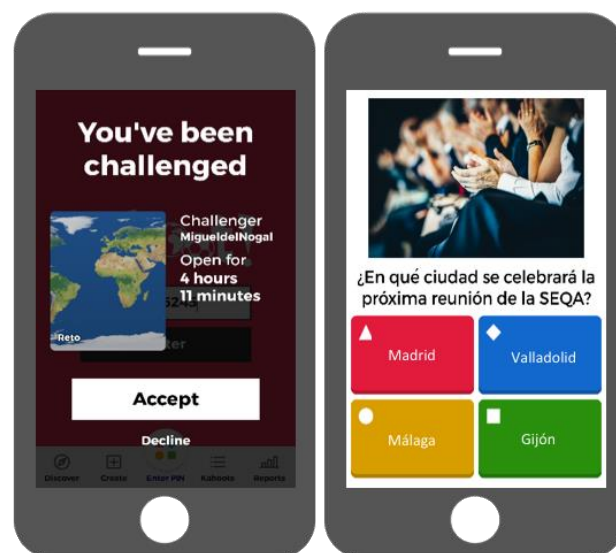 You've been
challenged
Challenger
MigueldelNogal
Open for
4 hours
11 minutes
Reto
Accept
Decline
Discover
Create
Enter PIN
Kahoots
Reports
¿En qué ciudad se celebrará la
próxima reunión de la SEQA?
Madrid
Valladolid
Málaga
Gijón